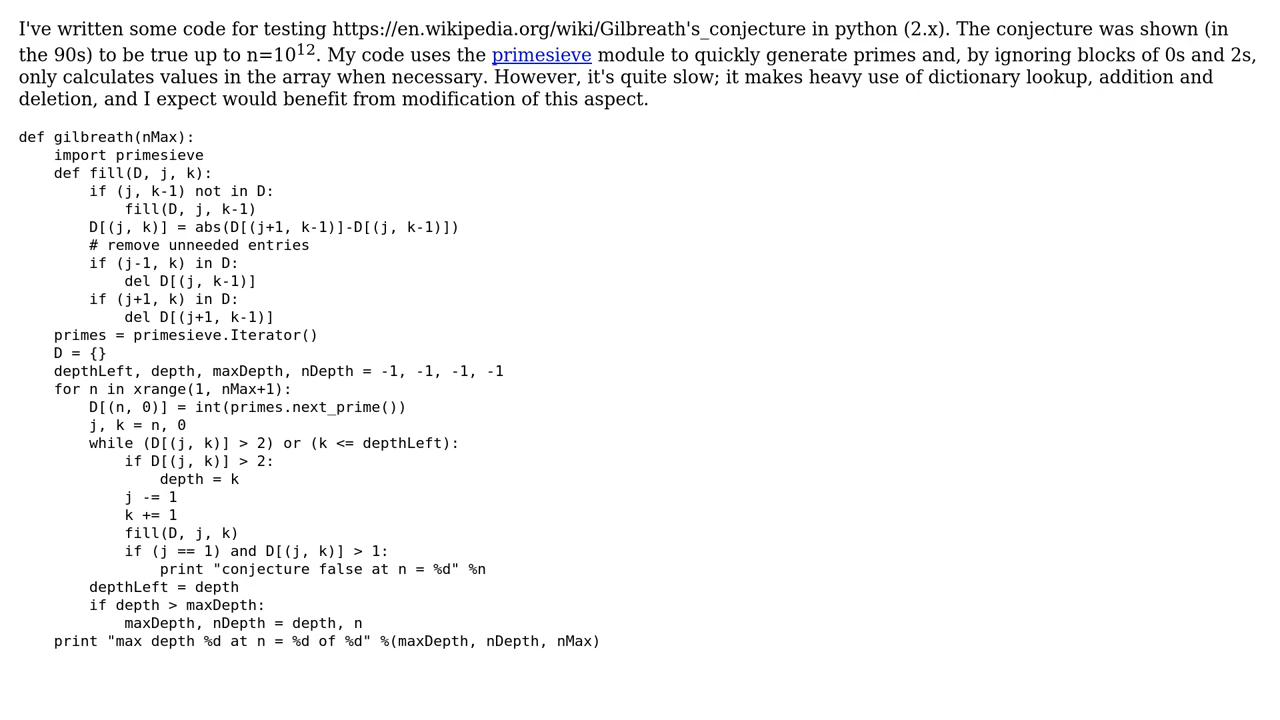 I've written some code for testing https://en.wikipedia.org/wiki/Gilbreath's_conjecture in python (2.x). The conjecture was shown (in
the 90s) to be true up to n=10^12. My code uses the primesieve module to quickly generate primes and, by ignoring blocks of 0s and 2s,
only calculates values in the array when necessary. However, it's quite slow; it makes heavy use of dictionary lookup, addition and
deletion, and I expect would benefit from modification of this aspect.
def gilbreath(nMax):
    import primesieve
    def fill(D, j, k):
        if (j, k-1) not in D:
            fill(D, j, k-1)
        D[(j, k)] = abs(D[(j+1, k-1)]-D[(j, k-1)])
        # remove unneeded entries
        if (j-1, k) in D:
            del D[(j, k-1)]
        if (j+1, k) in D:
            del D[(j+1, k-1)]
    primes = primesieve.Iterator()
    D = {}
    depthLeft, depth, maxDepth, nDepth = -1, -1, -1, -1
    for n in xrange(1, nMax+1):
        D[(n, 0)] = int(primes.next_prime())
        j, k = n, 0
        while (D[(j, k)] > 2) or (k <= depthLeft):
            if D[(j, k)] > 2:
                depth = k
            j -= 1
            k += 1
            fill(D, j, k)
            if (j == 1) and D[(j, k)] > 1:
                print "conjecture false at n = %d" %n
        depthLeft = depth
        if depth > maxDepth:
            maxDepth, nDepth = depth, n
    print "max depth %d at n = %d of %d" %(maxDepth, nDepth, nMax)